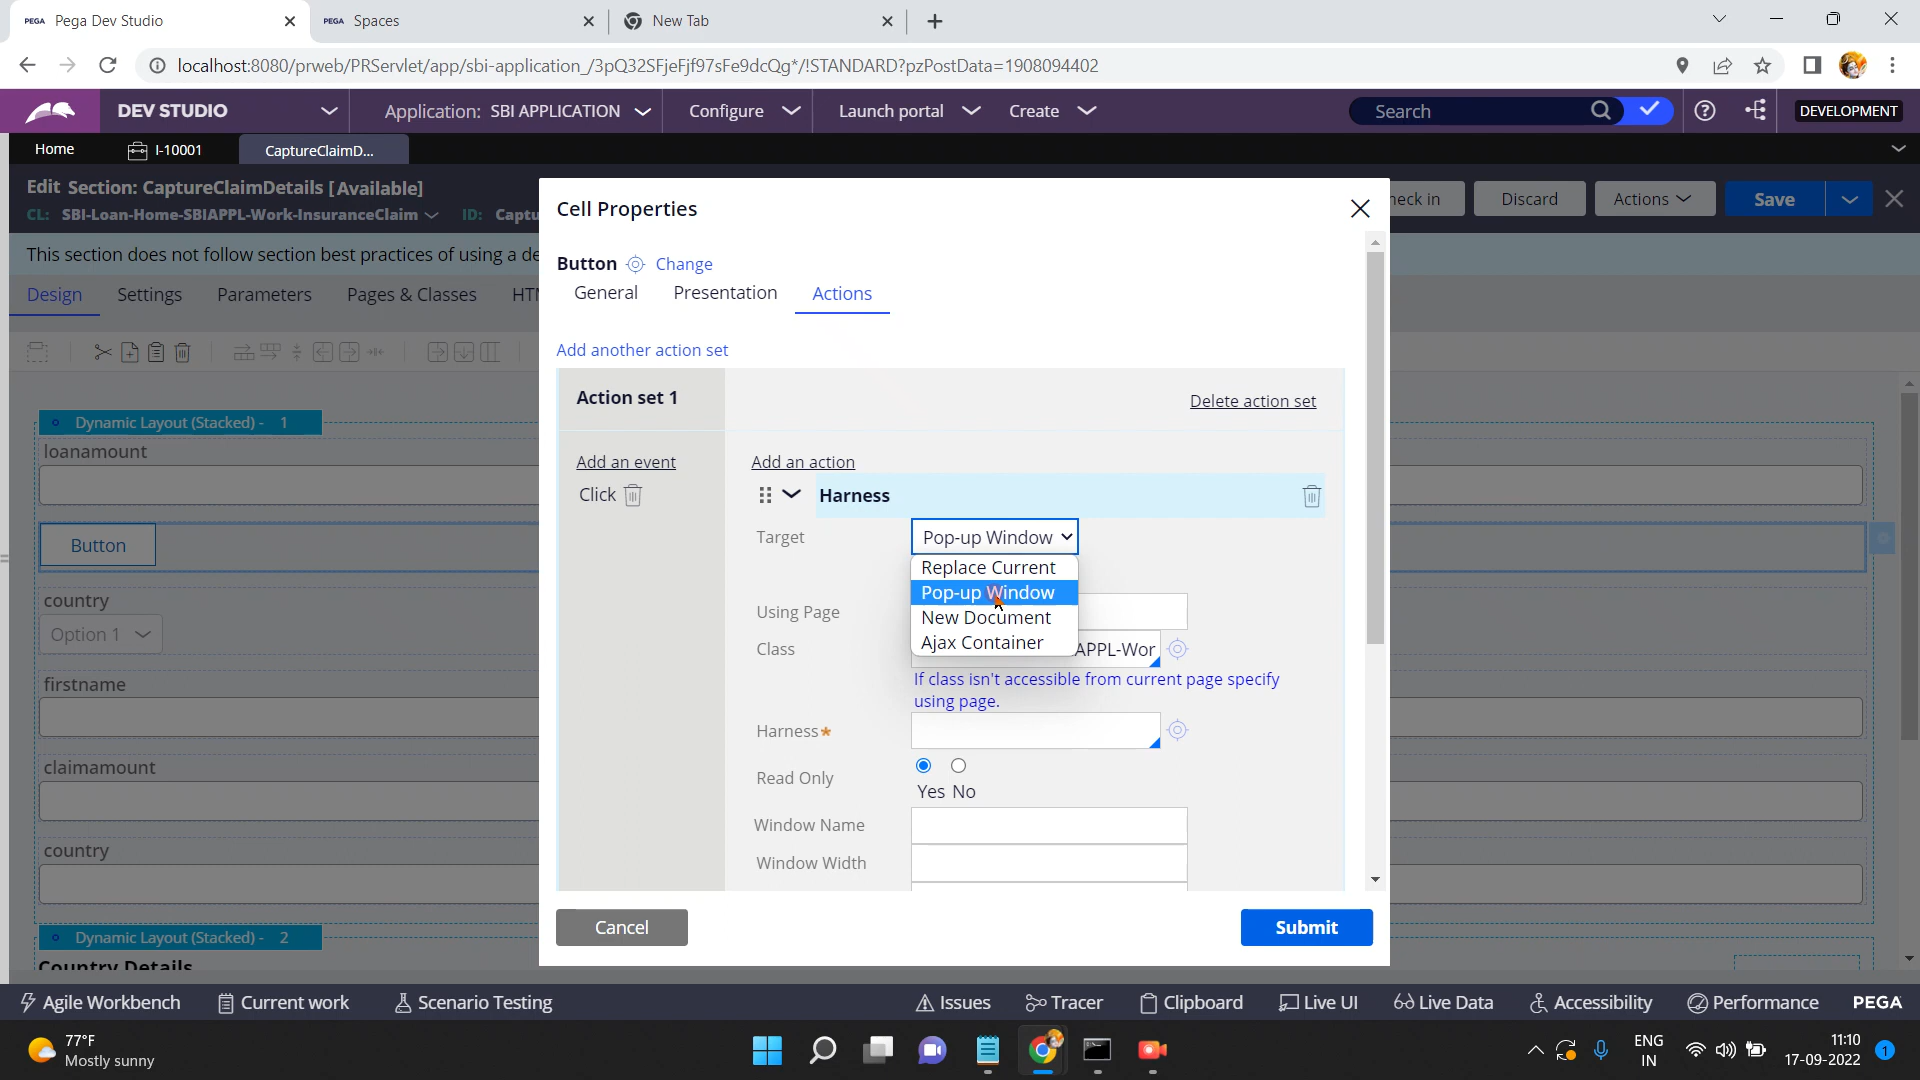 PEGA Pega Dev Studio
PEGA Spaces
New Tab
localhost:8080/prweb/PRServlet/app/sbi-application_/3pQ32SFjeFjf97sFe9dcQg*/!STANDARD?pzPostData=1908094402
DEV STUDIO
Application: SBI APPLICATION
Configure
Launch portal
Create
Search
DEVELOPMENT
Home
I-10001
CaptureClaimD...
Edit Section: CaptureClaimDetails [Available]
CL: SBI-Loan-Home-SBIAPPL-Work-InsuranceClaim ID: Captu
eck in
Discard
Actions
Save
This section does not follow section best practices of using a de
Design
Settings
Parameters
Pages & Classes
HT
Cell Properties
Button Change
General
Presentation
Actions
Add another action set
Action set 1
Delete action set
Add an event
Add an action
Click
Harness
Target
Pop-up Window
Replace Current
Pop-up Window
New Document
Ajax Container
Using Page
Class
APPL-Wor
If class isn't accessible from current page specify
using page.
Harness*
Read Only
Yes No
Window Name
Window Width
Cancel
Submit
Dynamic Layout (Stacked) - 1
loanamount
Button
country
Option 1
firstname
claimamount
country
Dynamic Layout (Stacked) - 2
Country Details
Agile Workbench
Current work
Scenario Testing
Issues
Tracer
Clipboard
Live UI
Live Data
Accessibility
Performance
PEGA
77°F
Mostly sunny
ENG
IN
11:10
17-09-2022
1